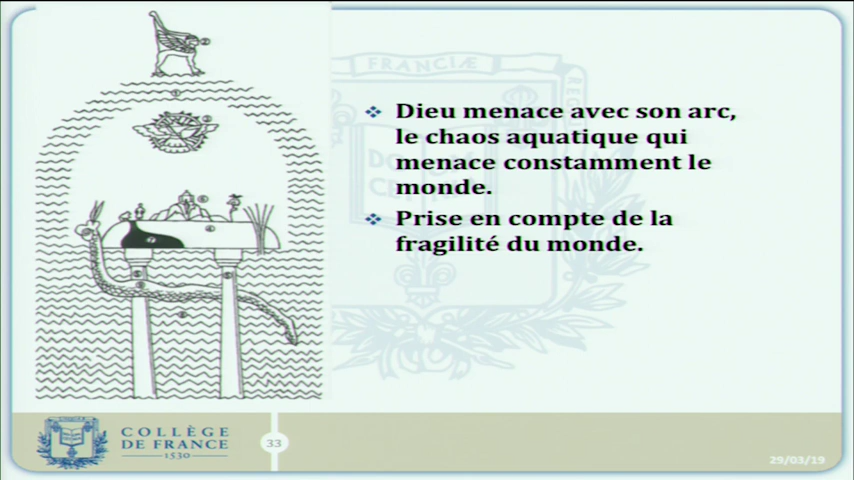 ❖ Dieu menace avec son arc,
le chaos aquatique qui
menace constamment le
monde.
❖ Prise en compte de la
fragilité du monde.
FRANCIÆ
COLLÈGE
DE FRANCE
1530
33
29/03/19